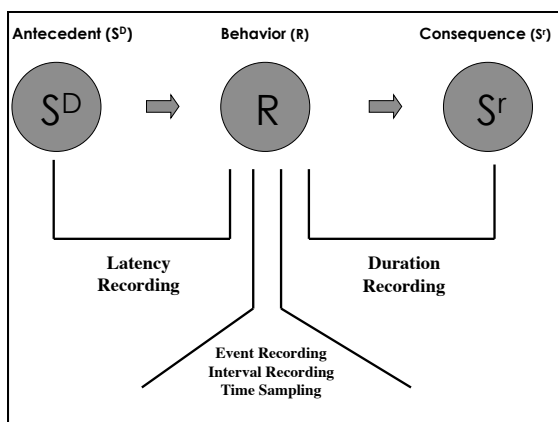 Antecedent (Sᴰ)
Behavior (R)
Consequence (Sʳ)
Sᴰ
R
Sʳ
Latency
Recording
Duration
Recording
Event Recording
Interval Recording
Time Sampling